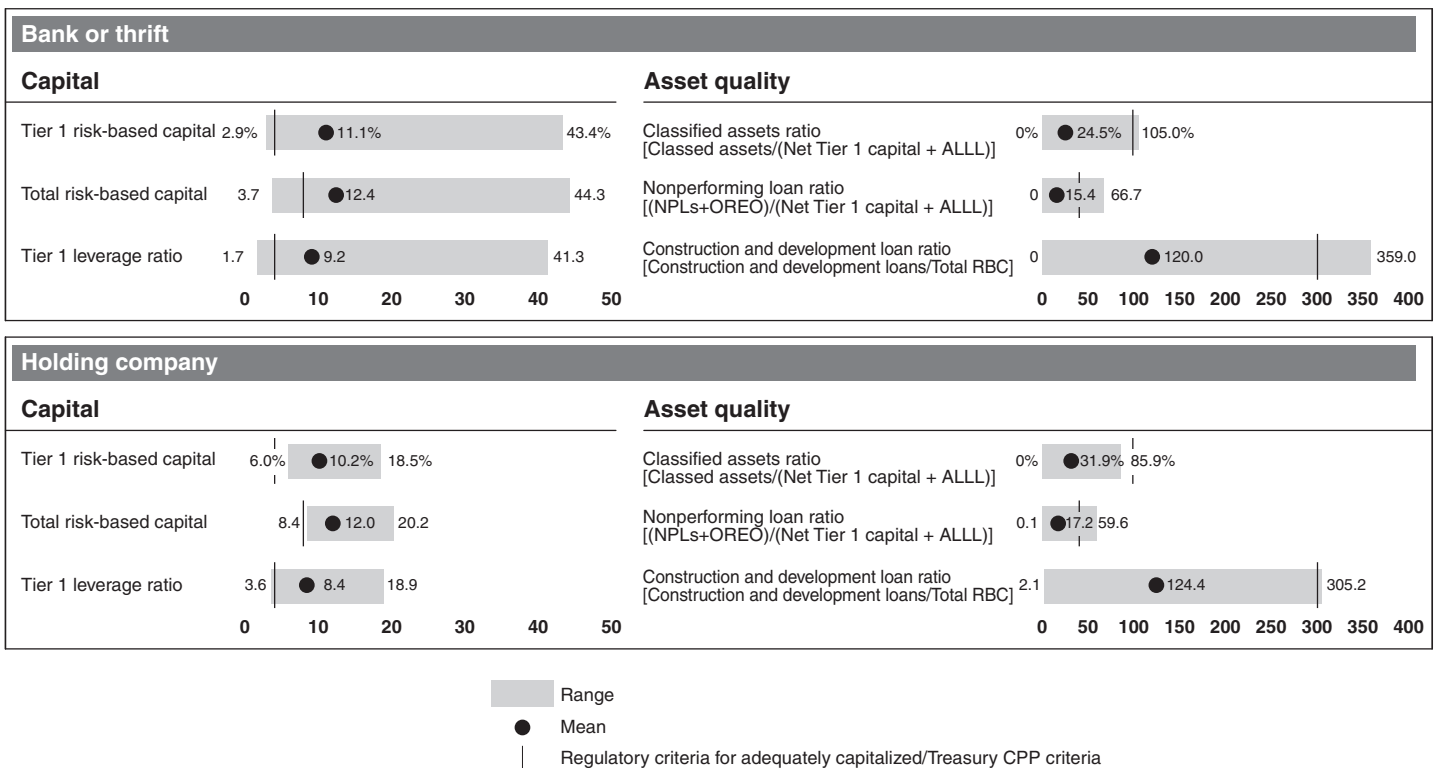 Bank or thrift
Capital
Tier 1 risk-based capital 2.9% 11.1% 43.4%
Total risk-based capital 3.7 12.4 44.3
Tier 1 leverage ratio 1.7 9.2 41.3
0 10 20 30 40 50
Asset quality
Classified assets ratio
[Classed assets/(Net Tier 1 capital + ALLL)]
0% 24.5% 105.0%
Nonperforming loan ratio
[(NPLs+OREO)/(Net Tier 1 capital + ALLL)]
0 15.4 66.7
Construction and development loan ratio
[Construction and development loans/Total RBC]
0 120.0 359.0
0 50 100 150 200 250 300 350 400
Holding company
Capital
Tier 1 risk-based capital 6.0% 10.2% 18.5%
Total risk-based capital 8.4 12.0 20.2
Tier 1 leverage ratio 3.6 8.4 18.9
0 10 20 30 40 50
Asset quality
Classified assets ratio
[Classed assets/(Net Tier 1 capital + ALLL)]
0% 31.9% 85.9%
Nonperforming loan ratio
[(NPLs+OREO)/(Net Tier 1 capital + ALLL)]
0.1 17.2 59.6
Construction and development loan ratio
[Construction and development loans/Total RBC]
2.1 124.4 305.2
0 50 100 150 200 250 300 350 400
Range
Mean
Regulatory criteria for adequately capitalized/Treasury CPP criteria